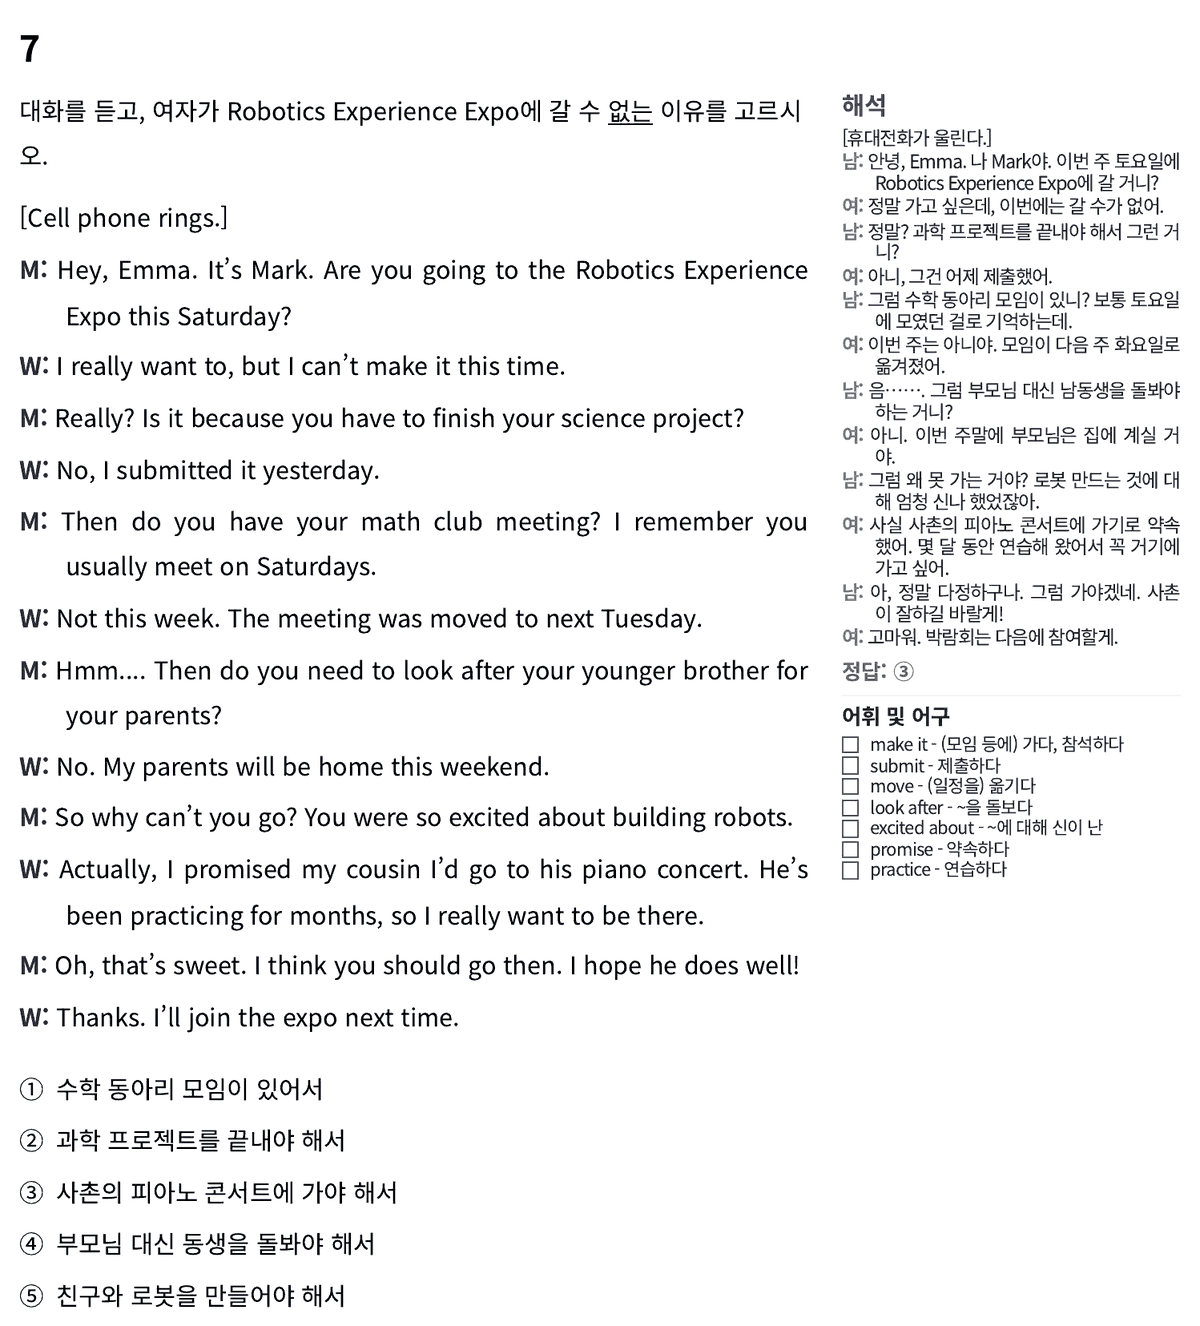 7
대화를 듣고, 여자가 Robotics Experience Expo에 갈 수 없는 이유를 고르시
오.
[Cell phone rings.]
M: Hey, Emma. It’s Mark. Are you going to the Robotics Experience
Expo this Saturday?
W: I really want to, but I can’t make it this time.
M: Really? Is it because you have to finish your science project?
W: No, I submitted it yesterday.
M: Then do you have your math club meeting? I remember you
usually meet on Saturdays.
W: Not this week. The meeting was moved to next Tuesday.
M: Hmm.... Then do you need to look after your younger brother for
your parents?
W: No. My parents will be home this weekend.
M: So why can’t you go? You were so excited about building robots.
W: Actually, I promised my cousin I’d go to his piano concert. He’s
been practicing for months, so I really want to be there.
M: Oh, that’s sweet. I think you should go then. I hope he does well!
W: Thanks. I’ll join the expo next time.
① 수학 동아리 모임이 있어서
② 과학 프로젝트를 끝내야 해서
③ 사촌의 피아노 콘서트에 가야 해서
④ 부모님 대신 동생을 돌봐야 해서
⑤ 친구와 로봇을 만들어야 해서
해석
[휴대전화가 울린다.]
남: 안녕, Emma. 나 Mark야. 이번 주 토요일에
Robotics Experience Expo에 갈 거니?
여: 정말 가고 싶은데, 이번에는 갈 수가 없어.
남: 정말? 과학 프로젝트를 끝내야 해서 그런 거
니?
여: 아니, 그건 어제 제출했어.
남: 그럼 수학 동아리 모임이 있니? 보통 토요일
에 모였던 걸로 기억하는데.
여: 이번 주는 아니야. 모임이 다음 주 화요일로
옮겨졌어.
남: 음……. 그럼 부모님 대신 남동생을 돌봐야
하는 거니?
여: 아니. 이번 주말에 부모님은 집에 계실 거
야.
남: 그럼 왜 못 가는 거야? 로봇 만드는 것에 대
해 엄청 신나 했었잖아.
여: 사실 사촌의 피아노 콘서트에 가기로 약속
했어. 몇 달 동안 연습해 왔어서 꼭 거기에
가고 싶어.
남: 아, 정말 다정하구나. 그럼 가야겠네. 사촌
이 잘하길 바랄게!
여: 고마워. 박람회는 다음에 참여할게.
정답: ③
어휘 및 어구
□ make it - (모임 등에) 가다, 참석하다
□ submit - 제출하다
□ move - (일정을) 옮기다
□ look after - ~을 돌보다
□ excited about - ~에 대해 신이 난
□ promise - 약속하다
□ practice - 연습하다